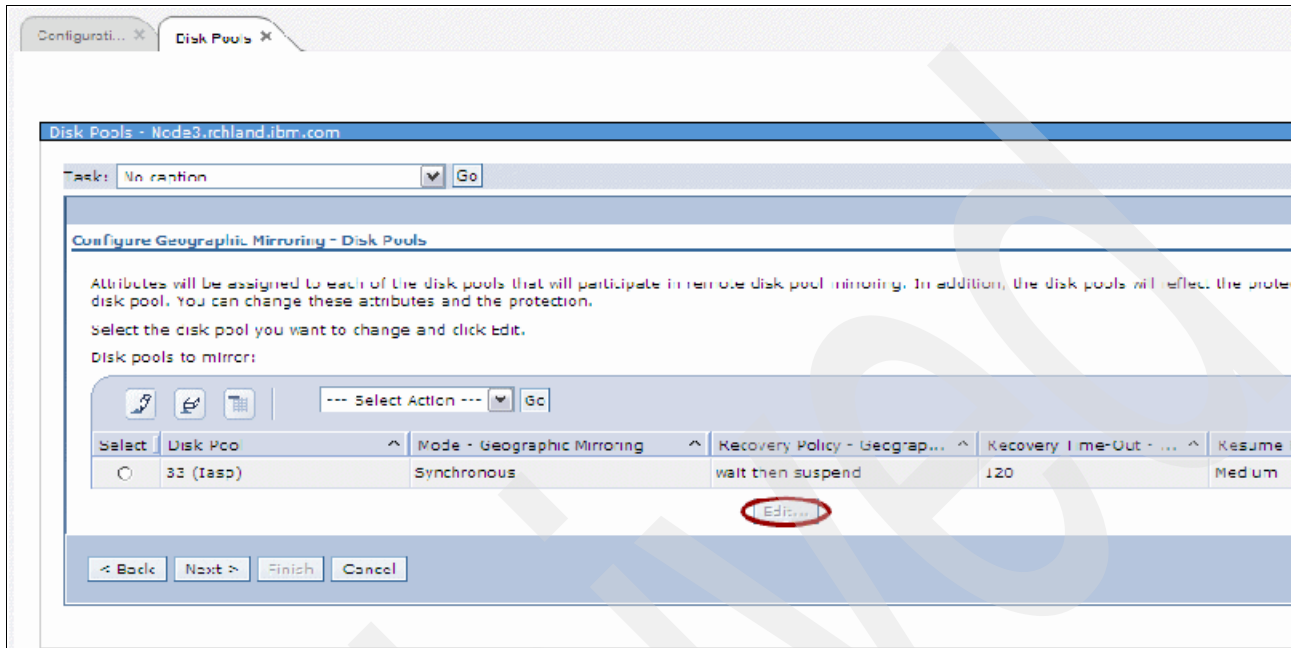 Configurati...
Disk Pools
Disk Pools - Node3.rchland.ibm.com
Task: No caption Go
Configure Geographic Mirroring - Disk Pools
Attributes will be assigned to each of the disk pools that will participate in remote disk pool mirroring. In addition, the disk pools will reflect the prote
disk pool. You can change these attributes and the protection.
Select the disk pool you want to change and click Edit.
Disk pools to mirror:
--- Select Action --- Go
Select Disk Pool Mode - Geographic Mirroring Recovery Policy - Geograp... Recovery Time-Out - ... Resume
33 (Iasp) Synchronous wait then suspend 120 Medium
Edit...
< Back Next > Finish Cancel